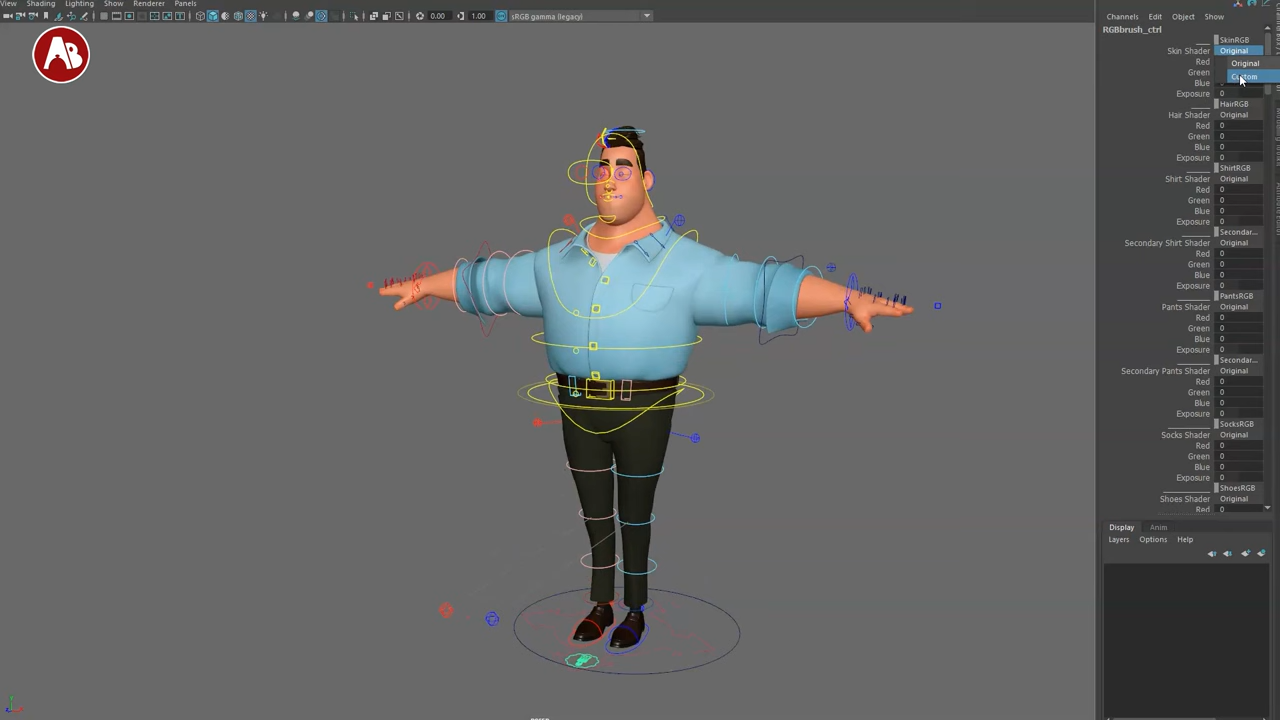 View Shading Lighting Show Renderer Panels
0.00 1.00 sRGB gamma (legacy)
AB
Channels Edit Object Show
RGBbrush_ctrl
SkinRGB
Skin Shader Original
Red Original
Green Custom
Blue
Exposure 0
HairRGB
Hair Shader Original
Red 0
Green 0
Blue 0
Exposure 0
ShirtRGB
Shirt Shader Original
Red 0
Green 0
Blue 0
Exposure 0
Secondar...
Secondary Shirt Shader Original
Red 0
Green 0
Blue 0
Exposure 0
PantsRGB
Pants Shader Original
Red 0
Green 0
Blue 0
Exposure 0
Secondar...
Secondary Pants Shader Original
Red 0
Green 0
Blue 0
Exposure 0
SocksRGB
Socks Shader Original
Red 0
Green 0
Blue 0
Exposure 0
ShoesRGB
Shoes Shader Original
Red 0
Display Anim
Layers Options Help